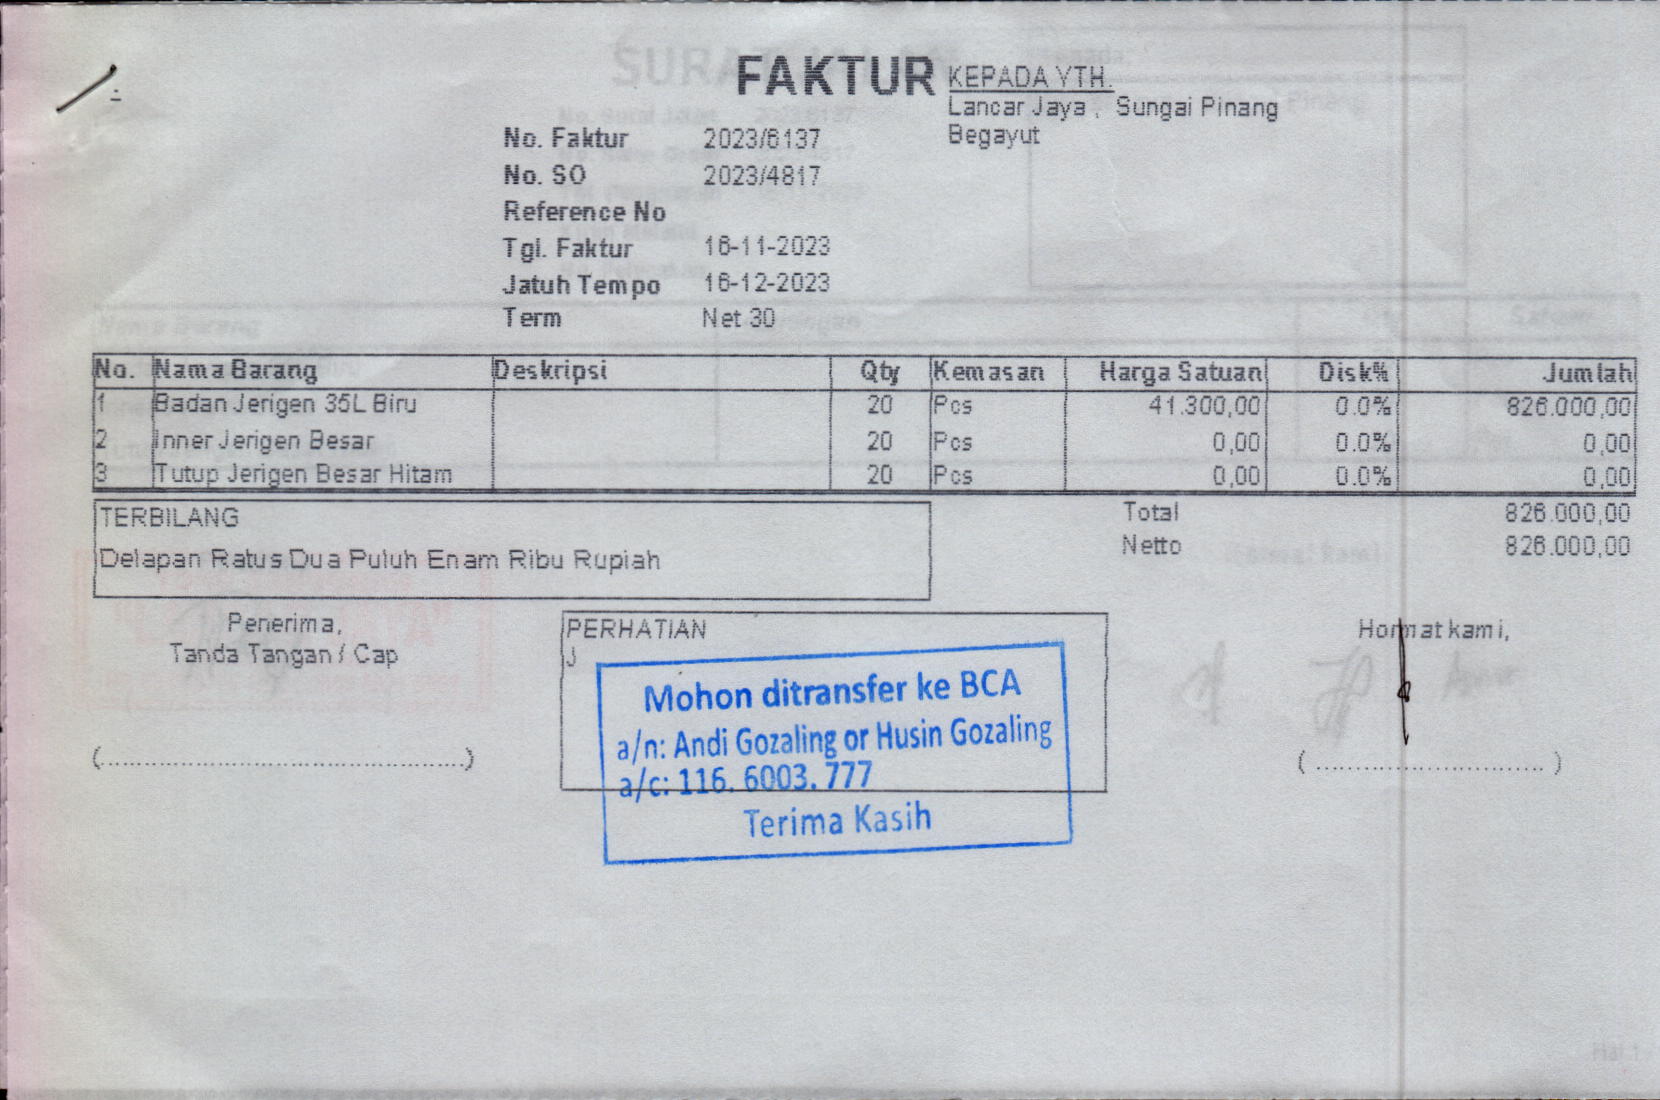 FAKTUR
KEPADA YTH.
Lancar Jaya , Sungai Pinang
Begayut
No. Faktur 2023/6137
No. SO 2023/4817
Reference No
Tgl. Faktur 16-11-2023
Jatuh Tempo 16-12-2023
Term Net 30
No. Nama Barang Deskripsi Qty Kemasan Harga Satuan Disk% Jumlah
1 Badan Jerigen 35L Biru 20 Pcs 41.300,00 0.0% 826.000,00
2 Inner Jerigen Besar 20 Pcs 0,00 0.0% 0,00
3 Tutup Jerigen Besar Hitam 20 Pcs 0,00 0.0% 0,00
TERBILANG
Delapan Ratus Dua Puluh Enam Ribu Rupiah
Total 826.000,00
Netto 826.000,00
Penerima,
Tanda Tangan / Cap
(..........................................)
PERHATIAN
Mohon ditransfer ke BCA
a/n: Andi Gozaling or Husin Gozaling
a/c: 116. 6003. 777
Terima Kasih
Hormat kami,
( ........................... )
Hal 1